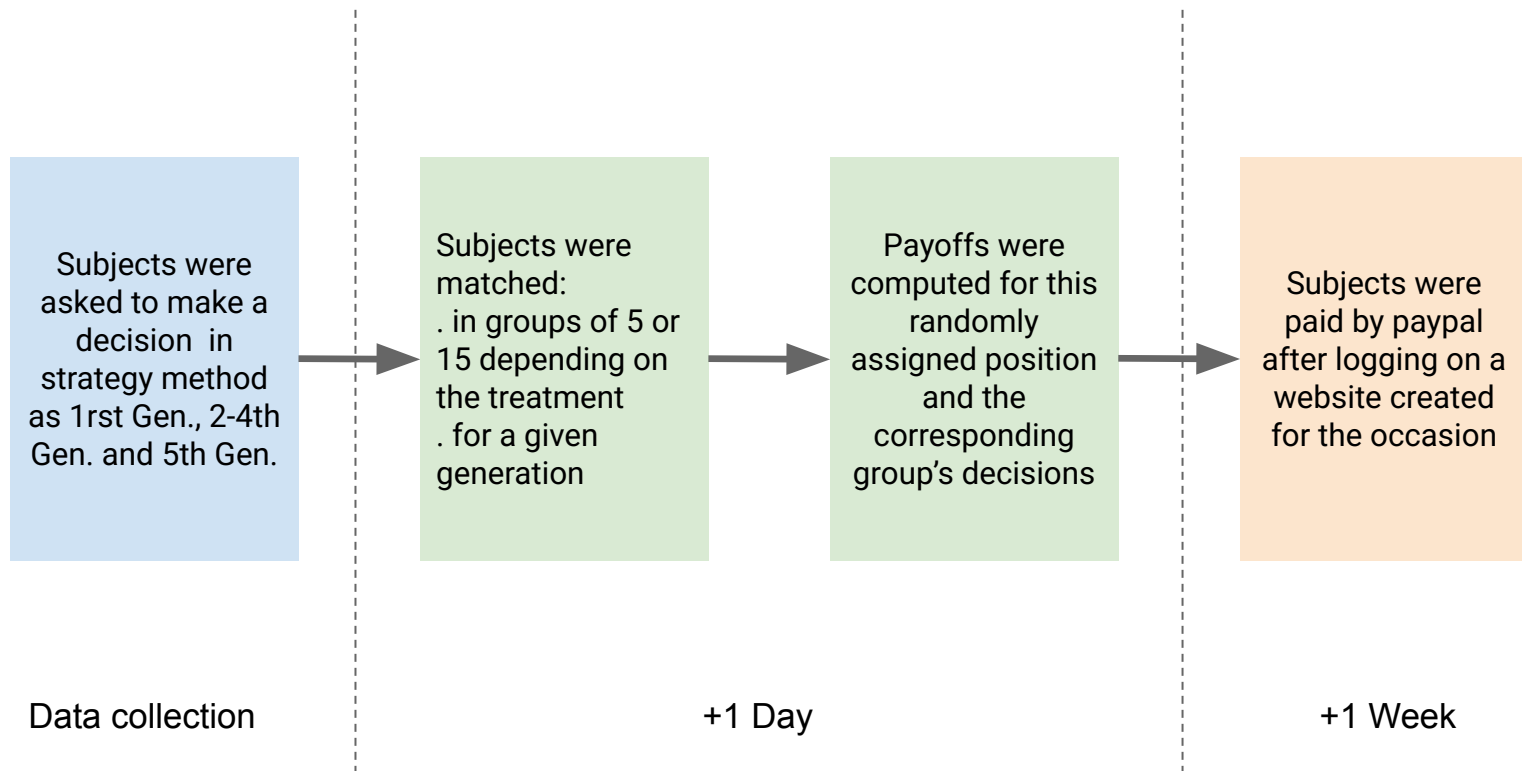 Subjects were
asked to make a
decision in
strategy method
as 1rst Gen., 2-4th
Gen. and 5th Gen.
Subjects were
matched:
. in groups of 5 or
15 depending on
the treatment
. for a given
generation
Payoffs were
computed for this
randomly
assigned position
and the
corresponding
group’s decisions
Subjects were
paid by paypal
after logging on a
website created
for the occasion
Data collection
+1 Day
+1 Week